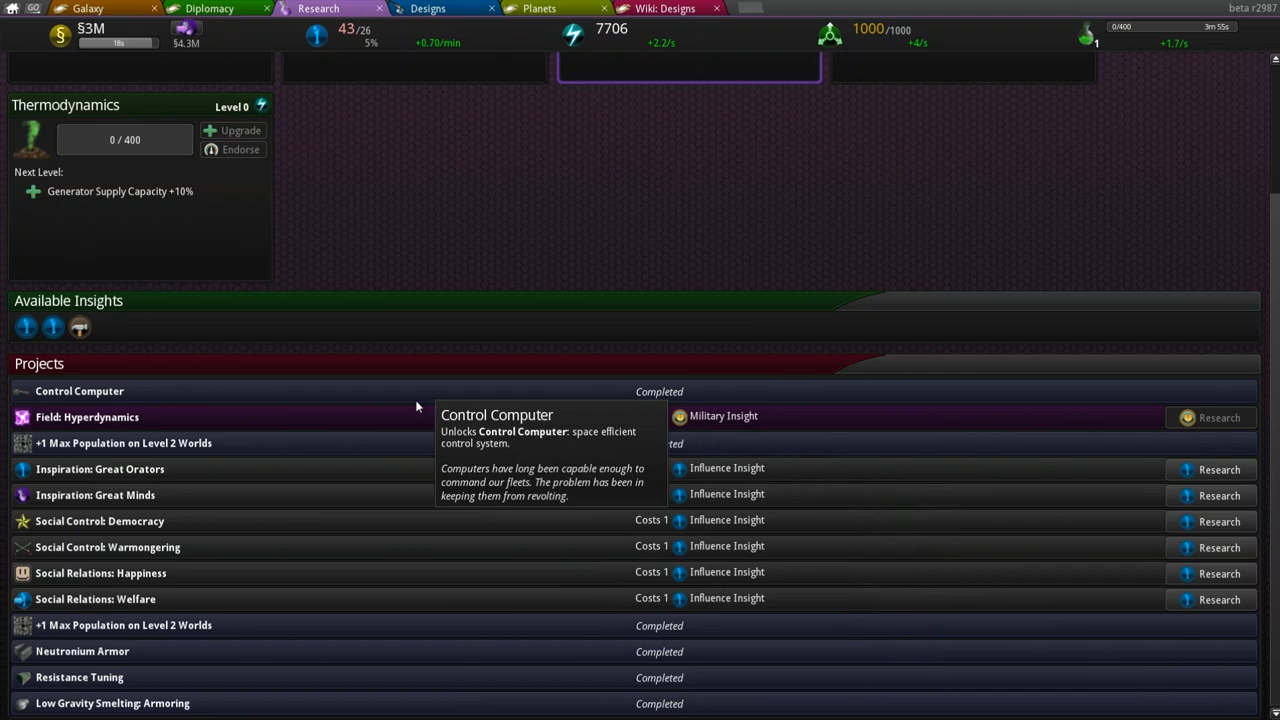 GO
Galaxy
Diplomacy
Research
Designs
Planets
Wiki: Designs
beta r2987
§3M
18s
§4.3M
43/26
5%
+0.70/min
7706
+2.2/s
1000/1000
+4/s
1
0/400
3m 55s
+1.7/s
Thermodynamics
Level 0
0 / 400
Upgrade
Endorse
Next Level:
Generator Supply Capacity +10%
Available Insights
Projects
Control Computer
Completed
Field: Hyperdynamics
Military Insight
Research
+1 Max Population on Level 2 Worlds
ted
Inspiration: Great Orators
Influence Insight
Research
Inspiration: Great Minds
Influence Insight
Research
Social Control: Democracy
Costs 1 Influence Insight
Research
Social Control: Warmongering
Costs 1 Influence Insight
Research
Social Relations: Happiness
Costs 1 Influence Insight
Research
Social Relations: Welfare
Costs 1 Influence Insight
Research
+1 Max Population on Level 2 Worlds
Completed
Neutronium Armor
Completed
Resistance Tuning
Completed
Low Gravity Smelting: Armoring
Completed
Control Computer
Unlocks Control Computer: space efficient
control system.
Computers have long been capable enough to
command our fleets. The problem has been in
keeping them from revolting.